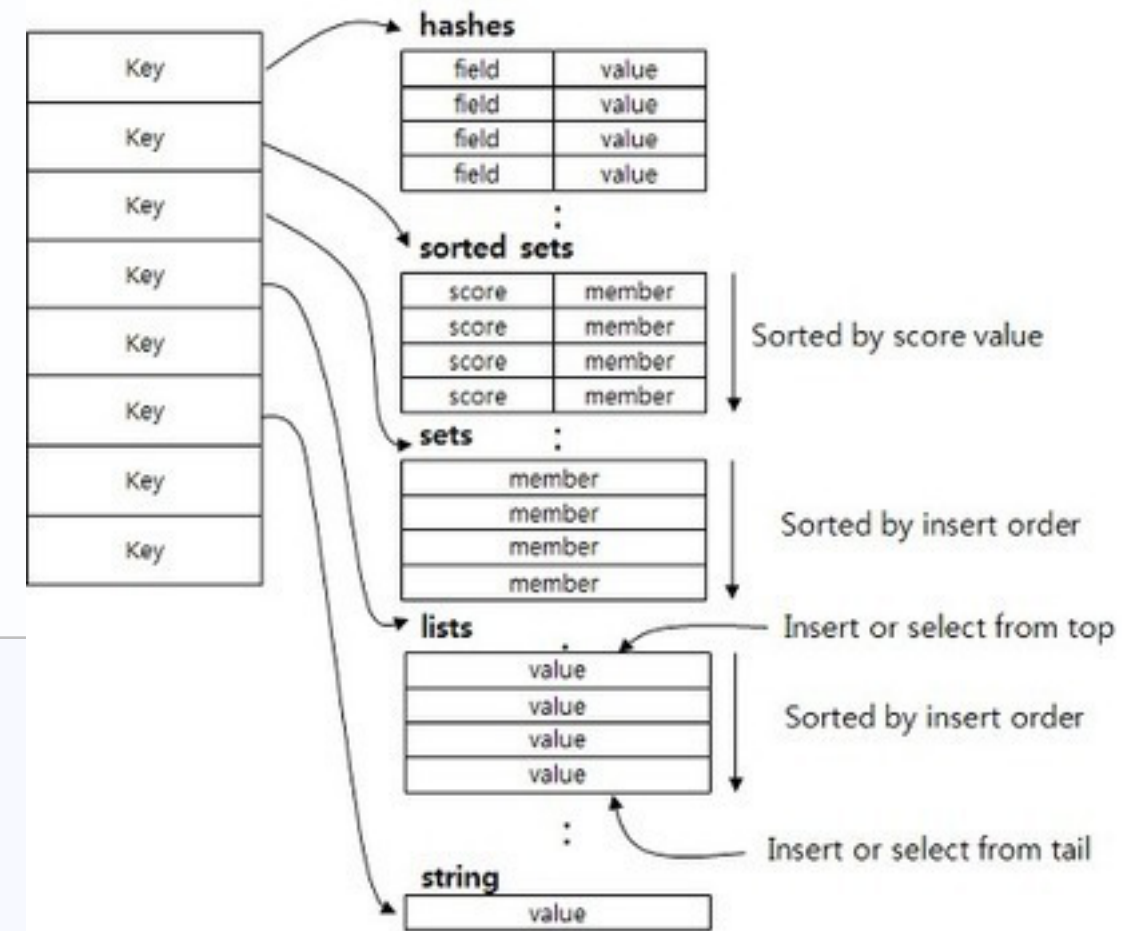 hashes
Key
field value
field value
Key
field value
field value
Key
sorted sets
Key
score member
score member
Sorted by score value
Key
score member
score member
Key
sets
Key
member
member
Sorted by insert order
Key
member
member
lists
Insert or select from top
value
value
Sorted by insert order
value
value
Insert or select from tail
string
value